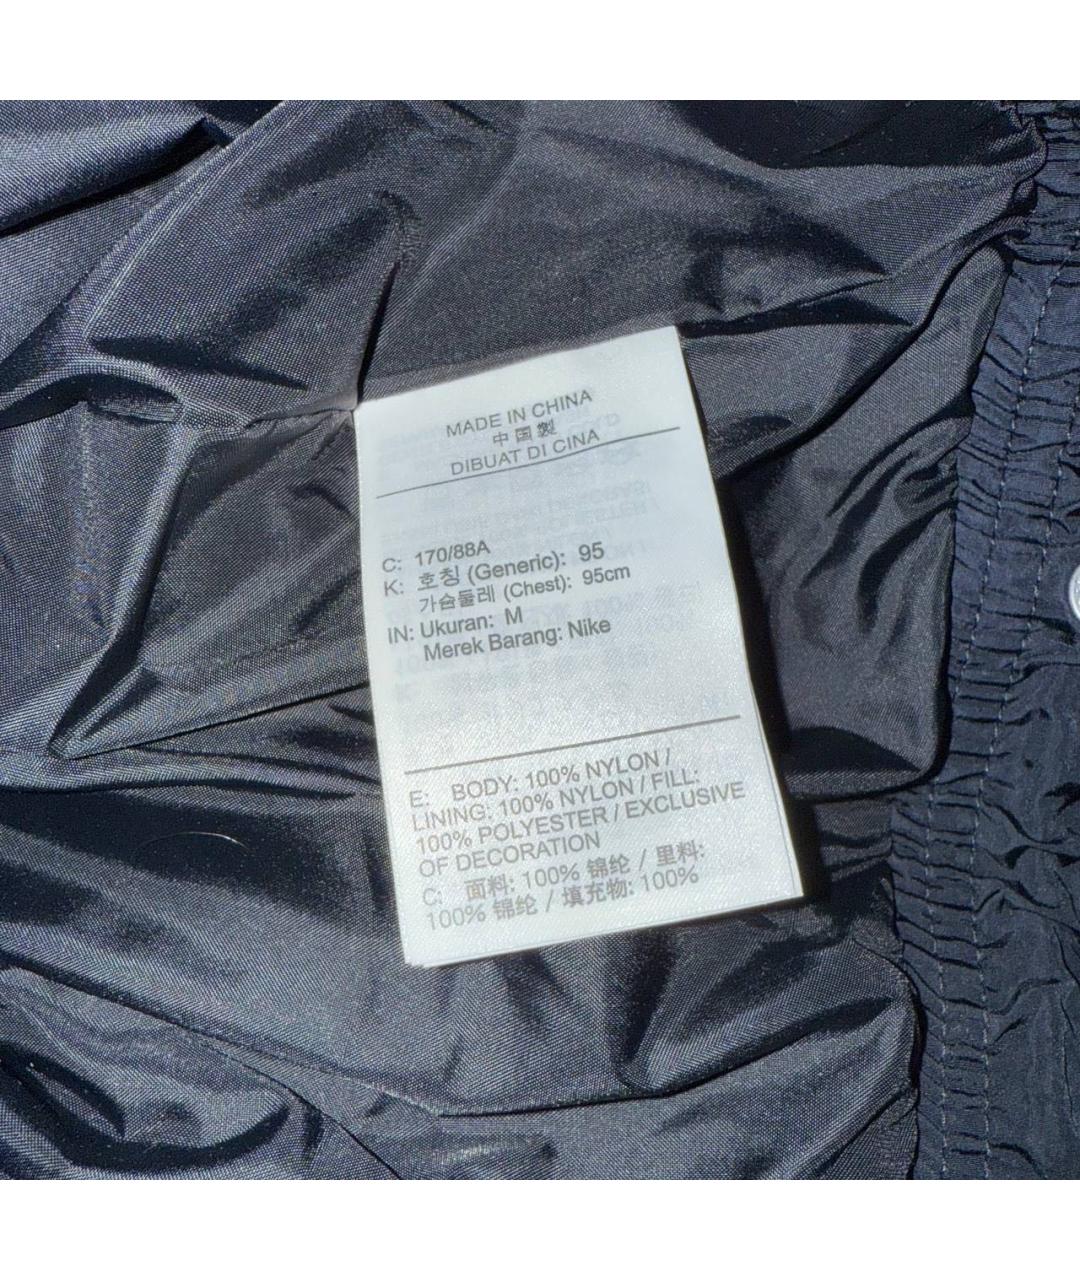 MADE IN CHINA
中国製
DIBUAT DI CINA
C: 170/88A
K: 호칭 (Generic): 95
가슴둘레 (Chest): 95cm
IN: Ukuran: M
Merek Barang: Nike
E: BODY: 100% NYLON /
LINING: 100% NYLON / FILL:
100% POLYESTER / EXCLUSIVE
OF DECORATION
C: 面料: 100% 锦纶 / 里料:
100% 锦纶 / 填充物: 100%